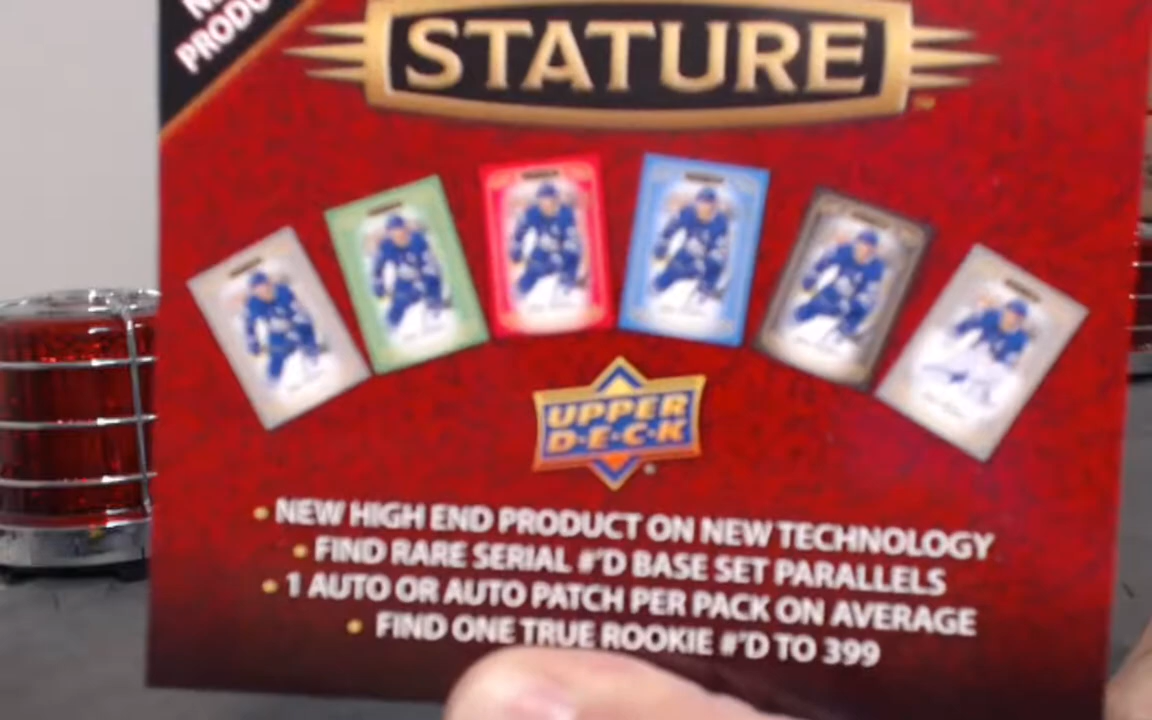 PRODU
STATURE
UPPER
D·E·C·K
• NEW HIGH END PRODUCT ON NEW TECHNOLOGY
• FIND RARE SERIAL #'D BASE SET PARALLELS
• 1 AUTO OR AUTO PATCH PER PACK ON AVERAGE
• FIND ONE TRUE ROOKIE #'D TO 399